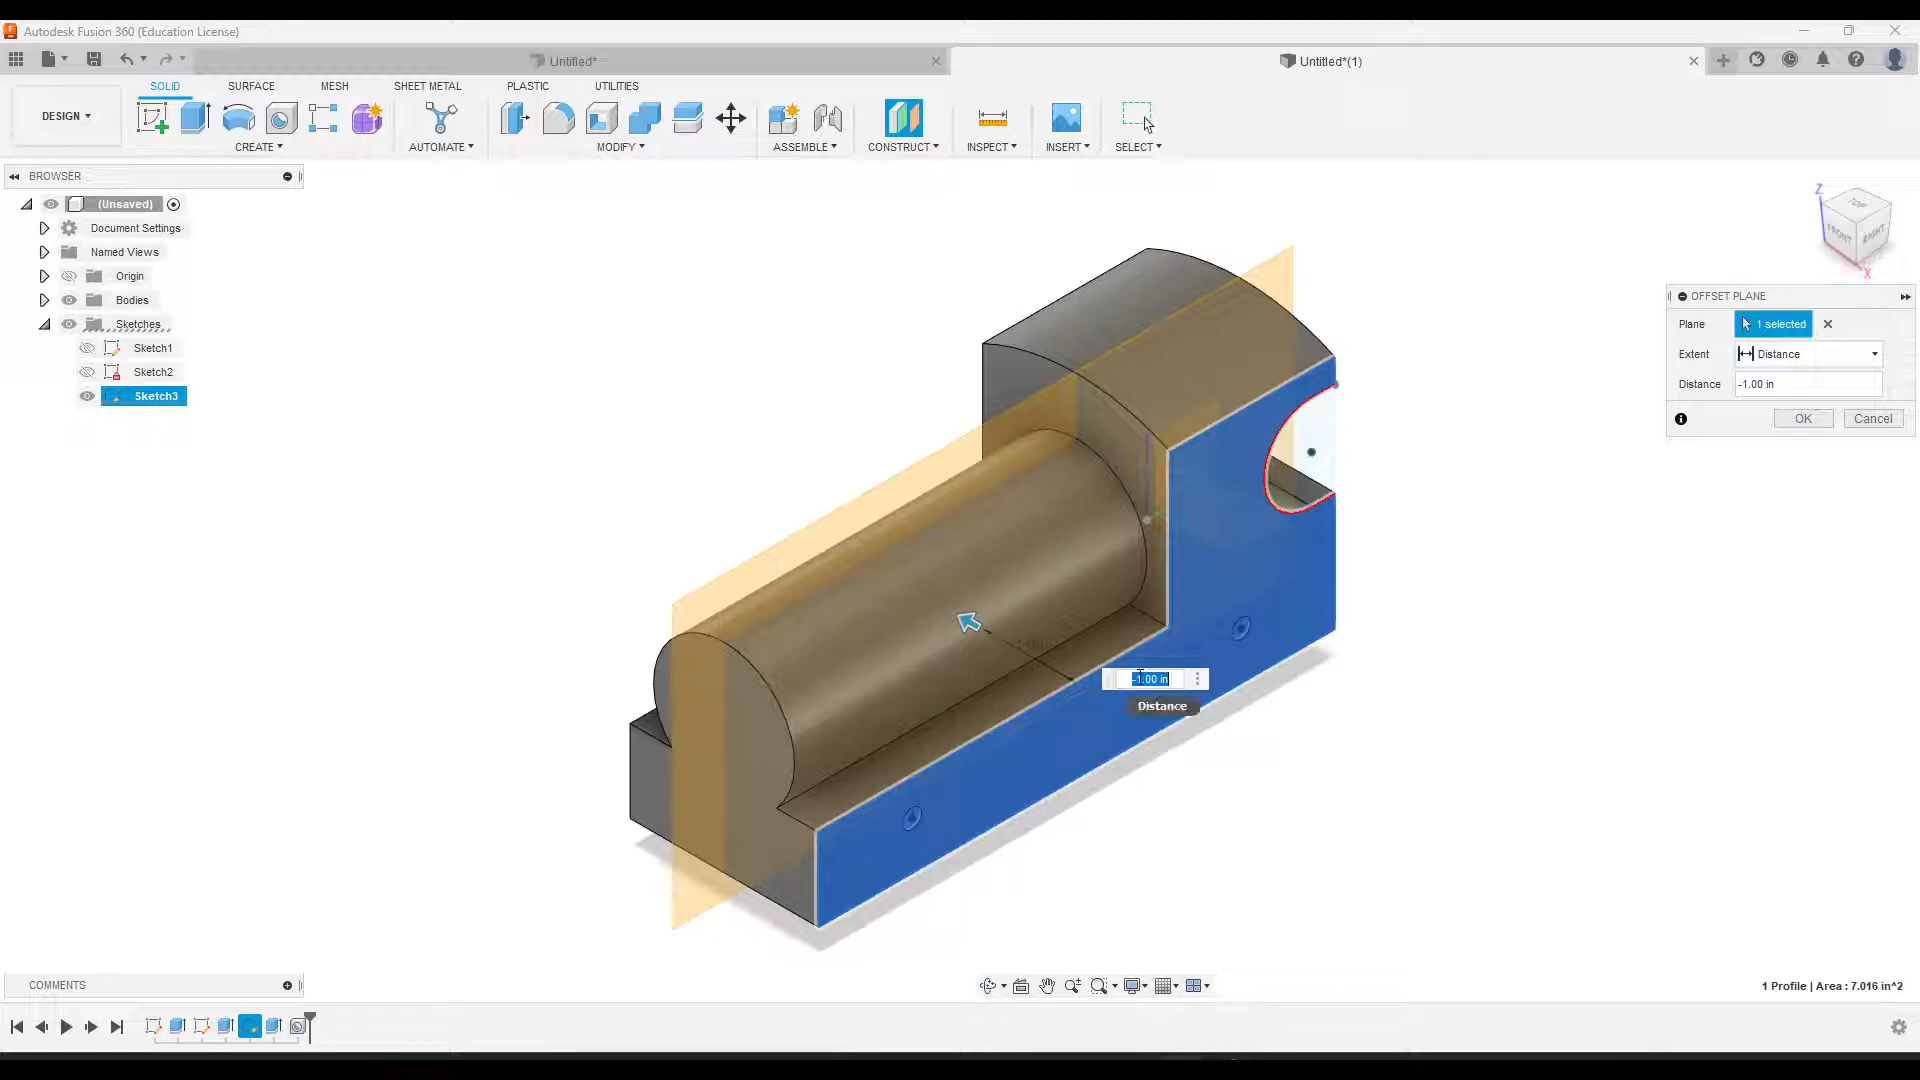 Autodesk Fusion 360 (Education License)
Untitled*
Untitled*(1)
SOLID
SURFACE
MESH
SHEET METAL
PLASTIC
UTILITIES
DESIGN
CREATE
AUTOMATE
MODIFY
ASSEMBLE
CONSTRUCT
INSPECT
INSERT
SELECT
BROWSER
(Unsaved)
Document Settings
Named Views
Origin
Bodies
Sketches
Sketch1
Sketch2
Sketch3
Z
TOP
FRONT
RIGHT
X
OFFSET PLANE
Plane
1 selected
Extent
Distance
Distance
-1.00 in
OK
Cancel
-1.00 in
Distance
COMMENTS
1 Profile | Area : 7.016 in^2